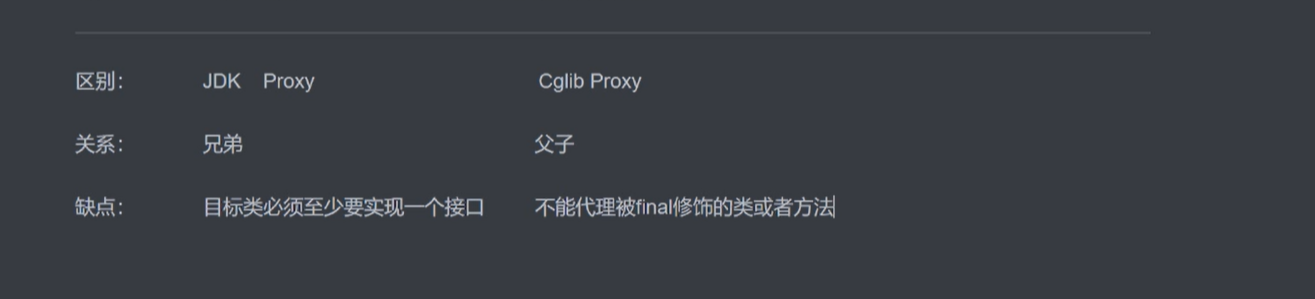 区别： JDK Proxy Cglib Proxy
关系： 兄弟 父子
缺点： 目标类必须至少要实现一个接口 不能代理被final修饰的类或者方法